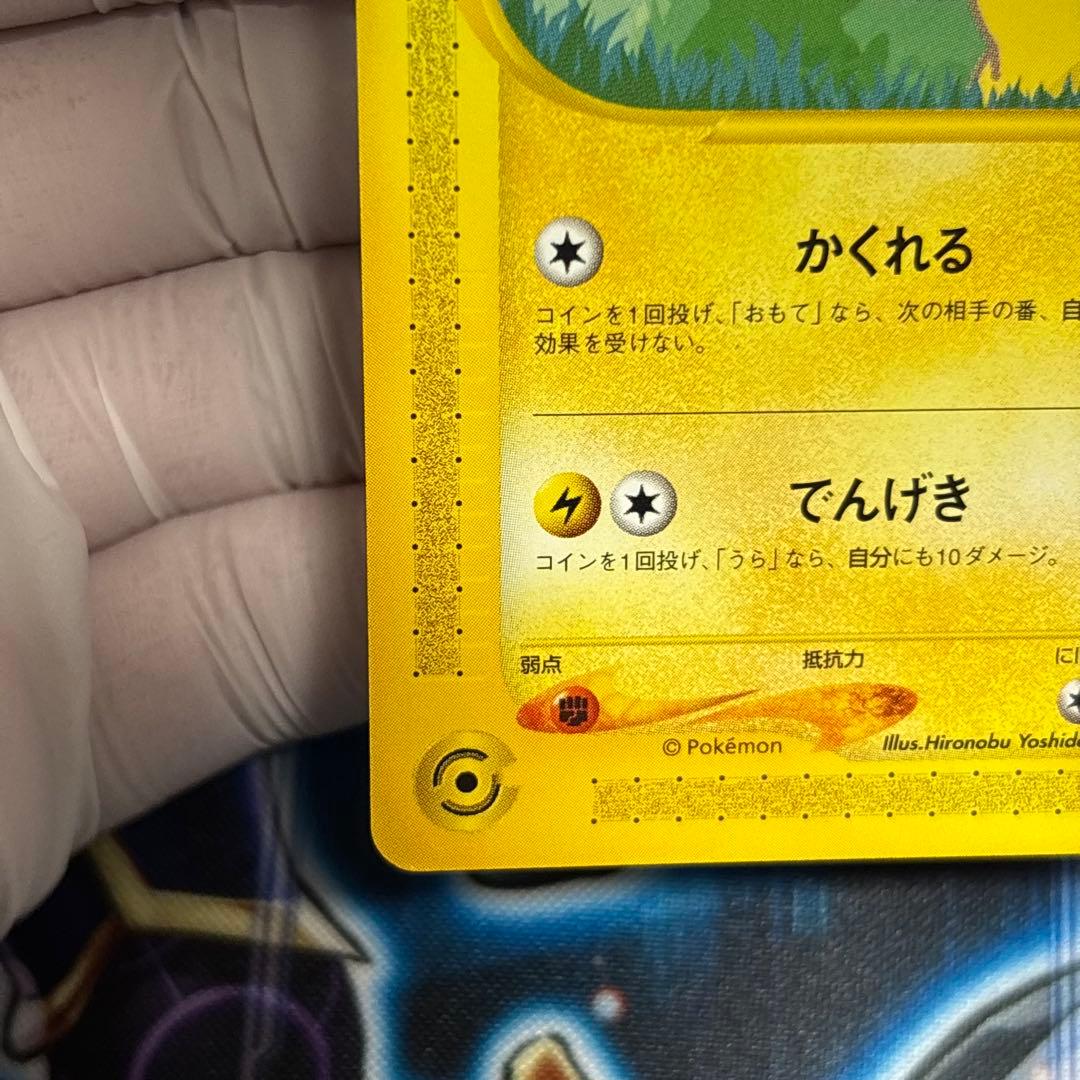 かくれる
コインを1回投げ、「おもて」なら、次の相手の番、自
効果を受けない。
でんげき
コインを1回投げ、「うら」なら、自分にも10ダメージ。
弱点
抵抗力
© Pokémon
Illus.Hironobu Yoshida